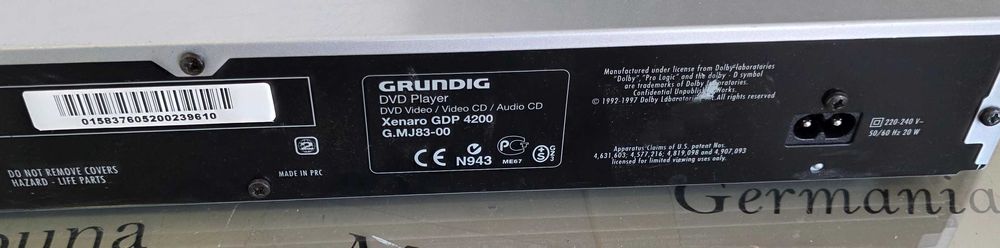 015837605200239610
DO NOT REMOVE COVERS
HAZARD - LIFE PARTS
MADE IN PRC
GRUNDIG
DVD Player
DVD Video / Video CD / Audio CD
Xenaro GDP 4200
G.MJ83-00
CE N943 ME67
Manufactured under license from Dolby Laboratories
"Dolby", "Pro Logic" and the dolby - D symbol
are trademarks of Dolby Laboratories.
Confidential Unpublished Works.
© 1992-1997 Dolby Laboratories. All rights reserved.
Apparatus Claims of U.S. patent Nos.
4,631,603; 4,577,216; 4,819,098 and 4,907,093
licensed for limited viewing uses only.
220-240 V~
50/60 Hz 20 W
Germania
ouna